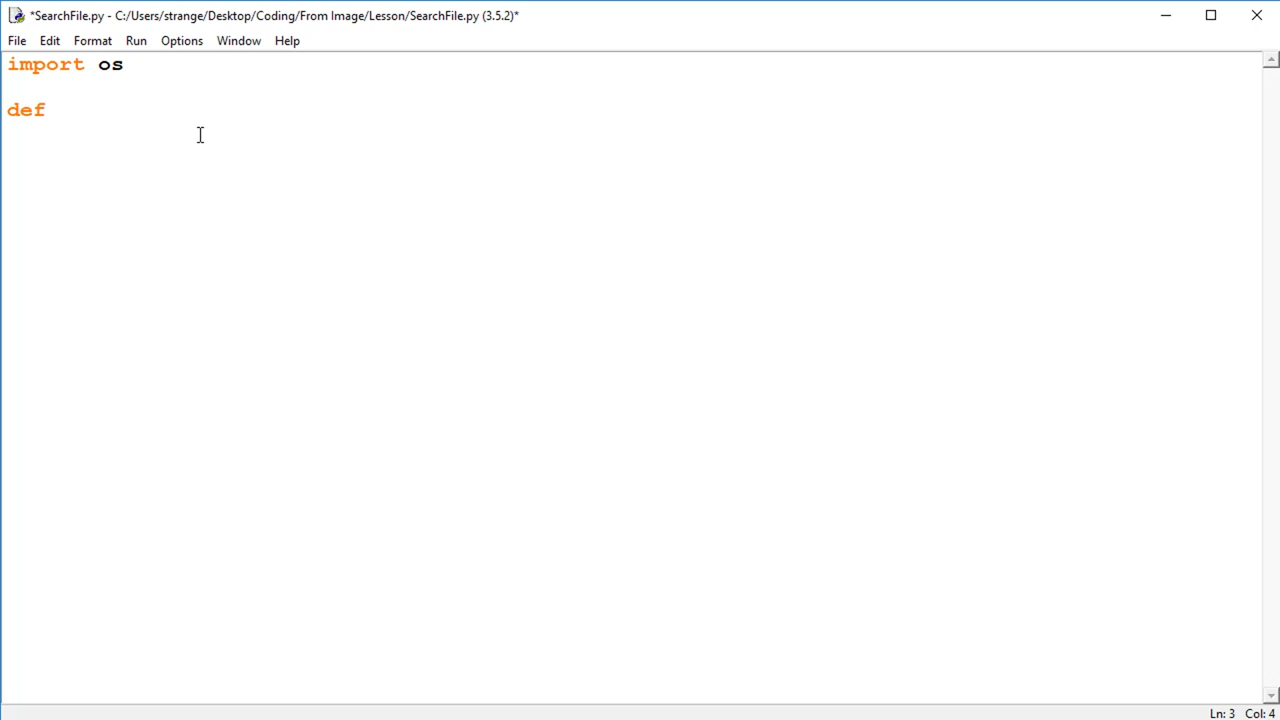 *SearchFile.py - C:/Users/strange/Desktop/Coding/From Image/Lesson/SearchFile.py (3.5.2)*
File Edit Format Run Options Window Help
import os
def
Ln: 3 Col: 4